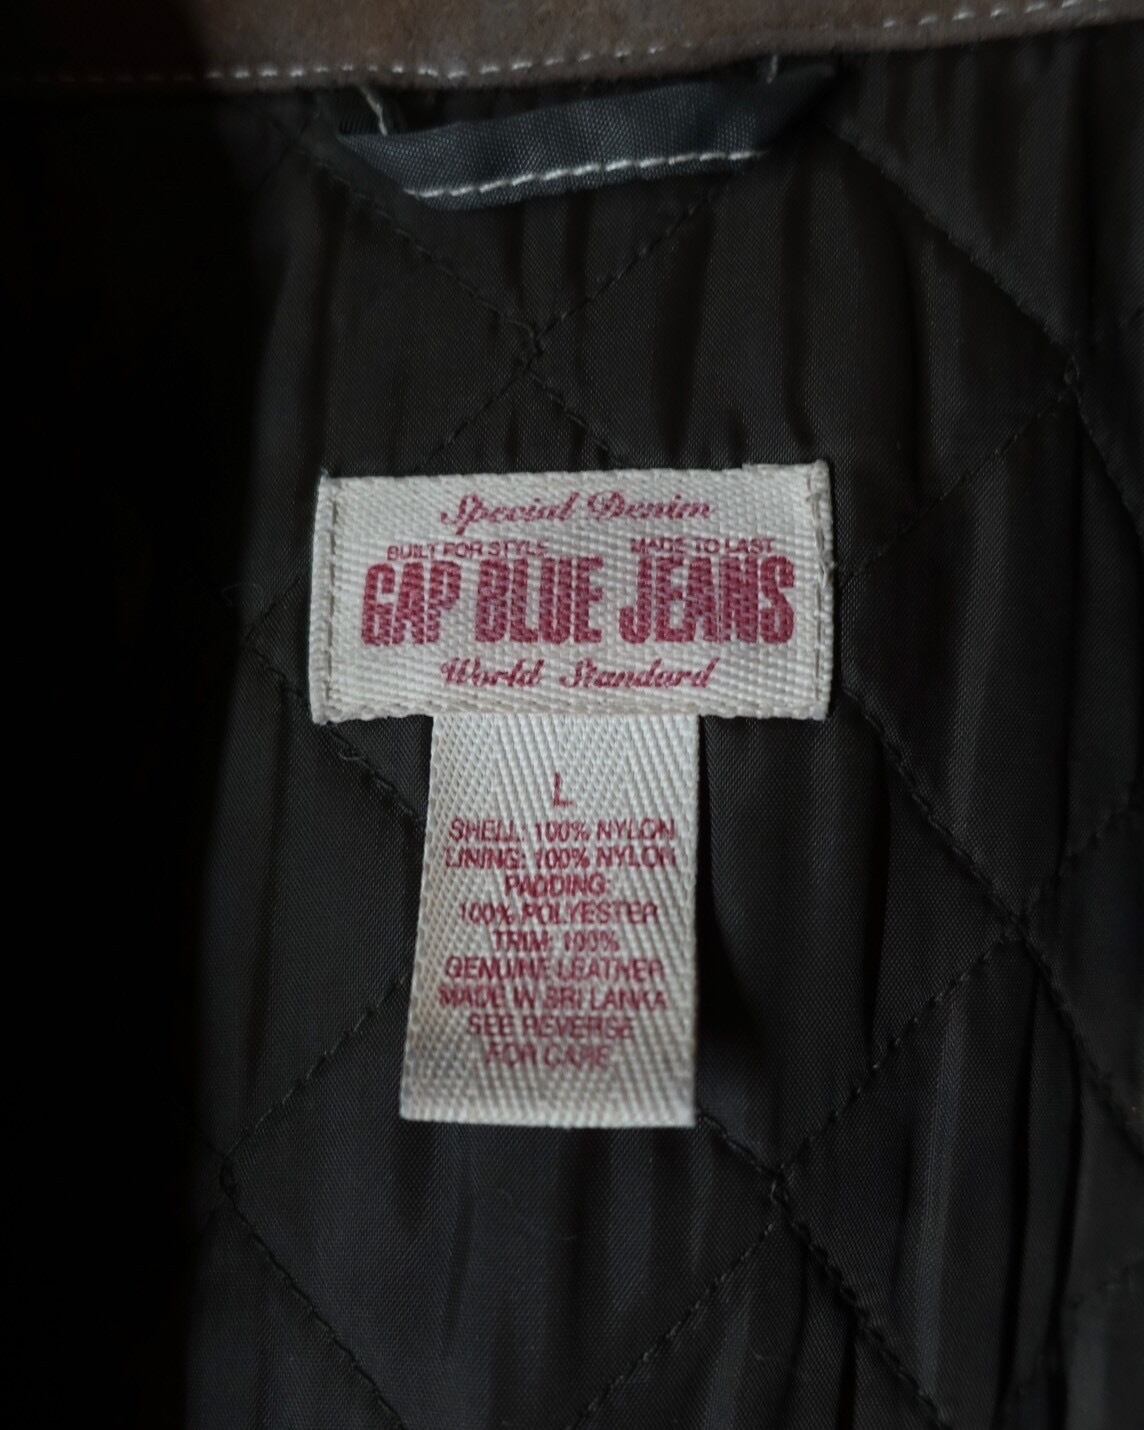 Special Denim
BUILT FOR STYLE MADE TO LAST
GAP BLUE JEANS
World Standard
L
SHELL: 100% NYLON
LINING: 100% NYLON
PADDING:
100% POLYESTER
TRIM: 100%
GENUINE LEATHER
MADE IN SRI LANKA
SEE REVERSE
FOR CARE